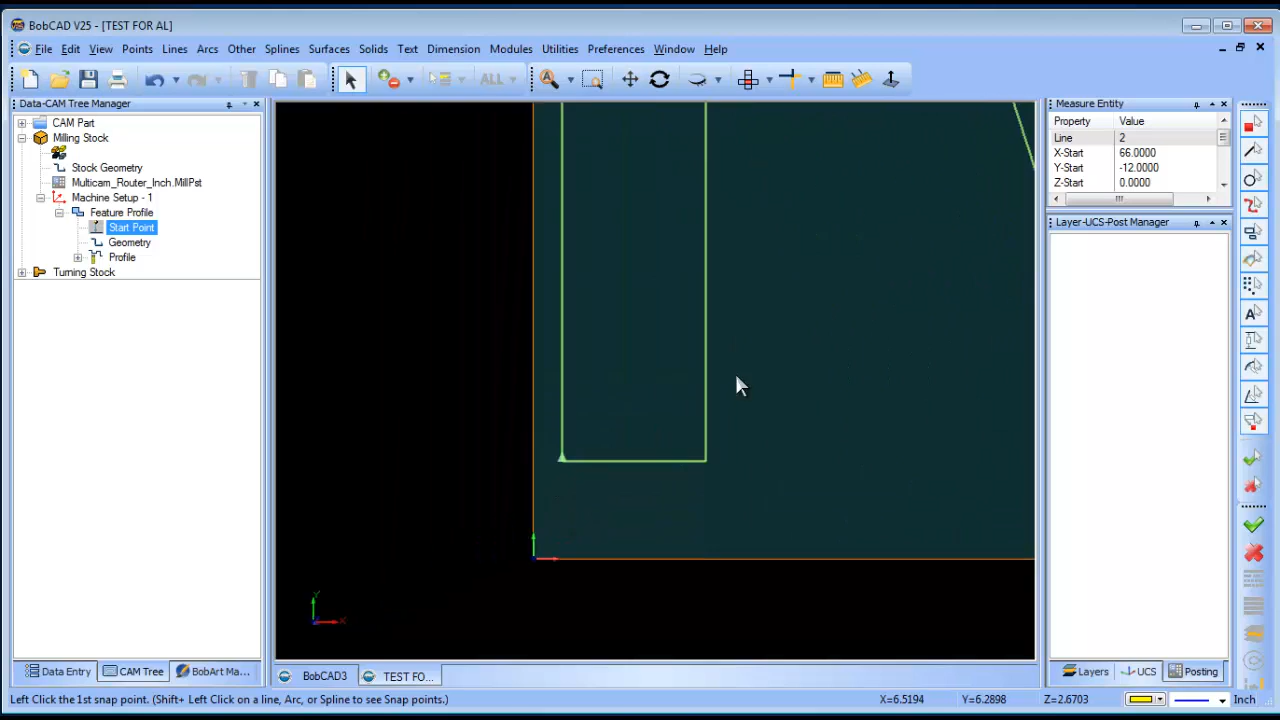 BobCAD V25 - [TEST FOR AL]
File Edit View Points Lines Arcs Other Splines Surfaces Solids Text Dimension Modules Utilities Preferences Window Help
ALL
Data-CAM Tree Manager
CAM Part
Milling Stock
Stock Geometry
Multicam_Router_Inch.MillPst
Machine Setup - 1
Feature Profile
Start Point
Geometry
Profile
Turning Stock
Y
X
Measure Entity
Property Value
Line 2
X-Start 66.0000
Y-Start -12.0000
Z-Start 0.0000
Layer-UCS-Post Manager
A
Data Entry CAM Tree BobArt Ma...
BobCAD3 TEST FO...
Layers UCS Posting
Left Click the 1st snap point. (Shift+ Left Click on a line, Arc, or Spline to see Snap points.)
X=6.5194 Y=6.2898 Z=2.6703 Inch